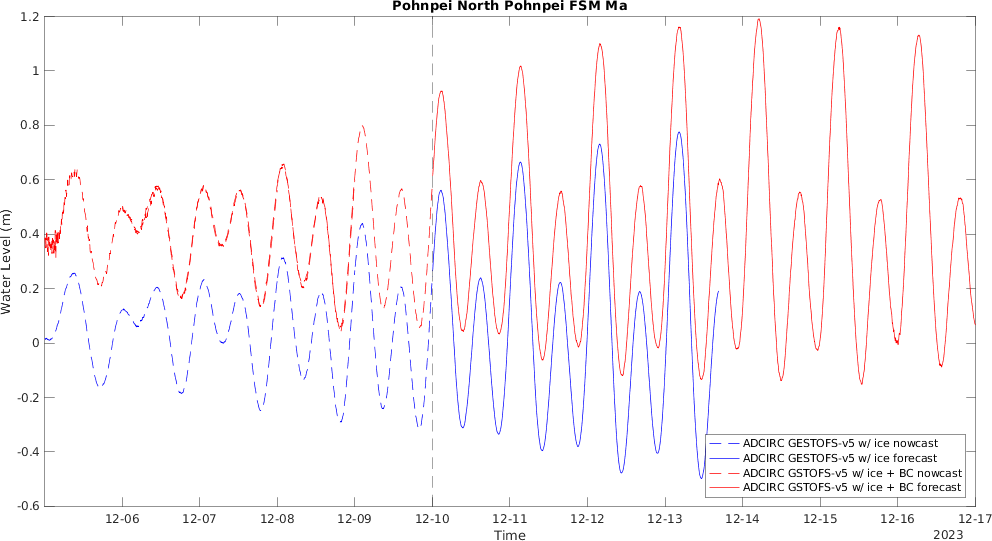 Pohnpei North Pohnpei FSM Ma
Water Level (m)
1.2
1
0.8
0.6
0.4
0.2
0
-0.2
-0.4
-0.6
ADCIRC GESTOFS-v5 w/ ice nowcast
ADCIRC GESTOFS-v5 w/ ice forecast
ADCIRC GSTOFS-v5 w/ ice + BC nowcast
ADCIRC GSTOFS-v5 w/ ice + BC forecast
12-06 12-07 12-08 12-09 12-10 12-11 12-12 12-13 12-14 12-15 12-16 12-17
Time
2023